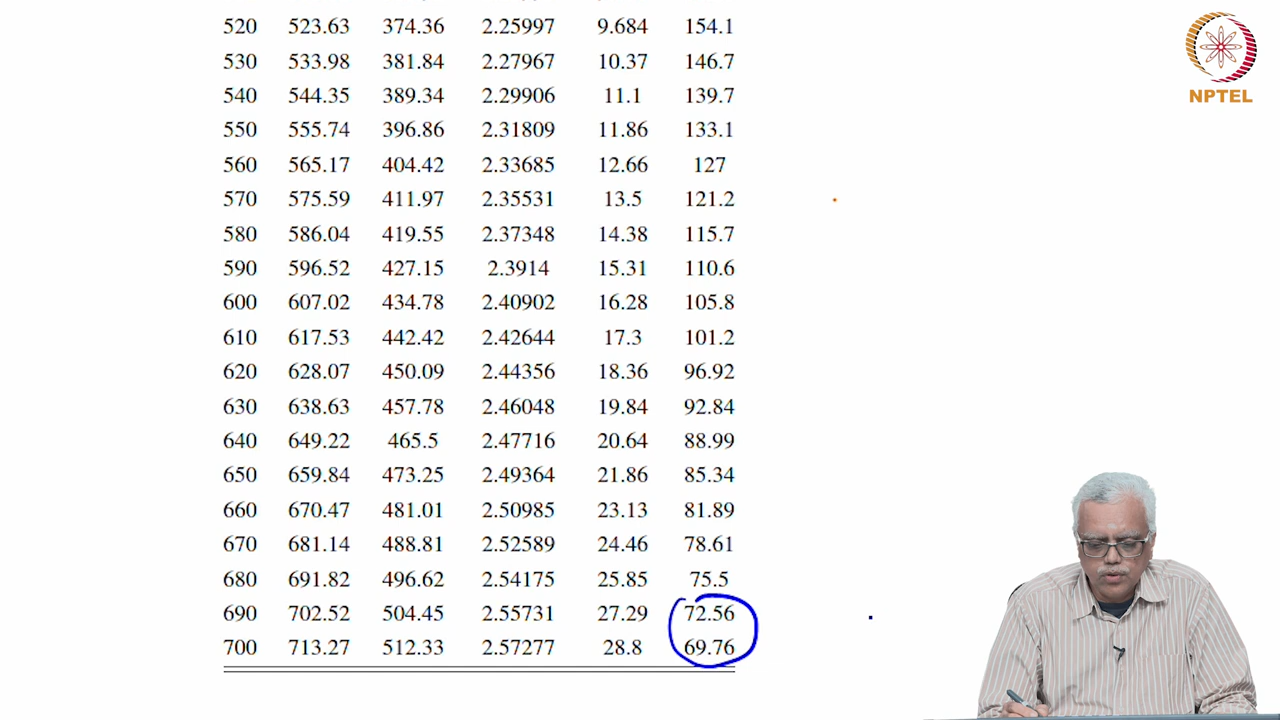 520 523.63 374.36 2.25997 9.684 154.1
530 533.98 381.84 2.27967 10.37 146.7
540 544.35 389.34 2.29906 11.1 139.7
550 555.74 396.86 2.31809 11.86 133.1
560 565.17 404.42 2.33685 12.66 127
570 575.59 411.97 2.35531 13.5 121.2
580 586.04 419.55 2.37348 14.38 115.7
590 596.52 427.15 2.3914 15.31 110.6
600 607.02 434.78 2.40902 16.28 105.8
610 617.53 442.42 2.42644 17.3 101.2
620 628.07 450.09 2.44356 18.36 96.92
630 638.63 457.78 2.46048 19.84 92.84
640 649.22 465.5 2.47716 20.64 88.99
650 659.84 473.25 2.49364 21.86 85.34
660 670.47 481.01 2.50985 23.13 81.89
670 681.14 488.81 2.52589 24.46 78.61
680 691.82 496.62 2.54175 25.85 75.5
690 702.52 504.45 2.55731 27.29 72.56
700 713.27 512.33 2.57277 28.8 69.76
NPTEL